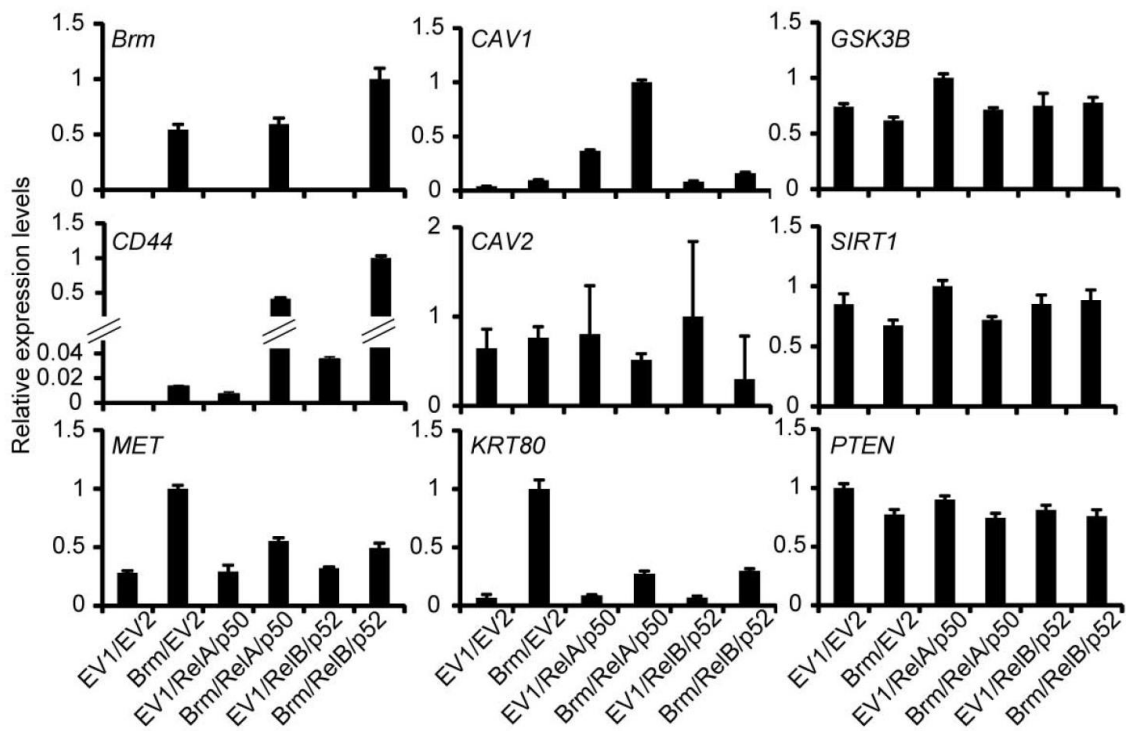 Relative expression levels
Brm
1.5
1
0.5
0
CAV1
1.5
1
0.5
0
GSK3B
1.5
1
0.5
0
CD44
1.5
1
0.5
0.04
0.02
0
CAV2
2
1
0
SIRT1
1.5
1
0.5
0
MET
1.5
1
0.5
0
KRT80
1.5
1
0.5
0
PTEN
1.5
1
0.5
0
EV1/EV2
Brm/EV2
EV1/RelA/p50
Brm/RelA/p50
EV1/RelB/p52
Brm/RelB/p52
EV1/EV2
Brm/EV2
EV1/RelA/p50
Brm/RelA/p50
EV1/RelB/p52
Brm/RelB/p52
EV1/EV2
Brm/EV2
EV1/RelA/p50
Brm/RelA/p50
EV1/RelB/p52
Brm/RelB/p52